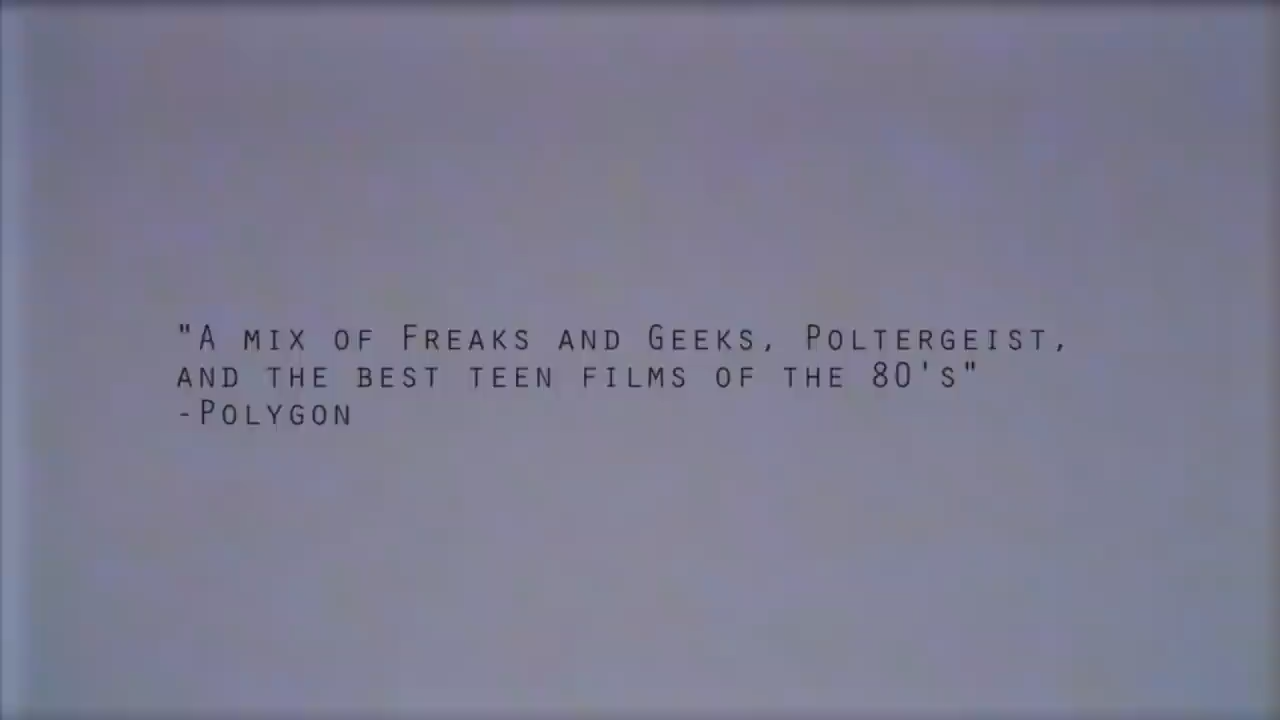 "A MIX OF FREAKS AND GEEKS, POLTERGEIST,
AND THE BEST TEEN FILMS OF THE 80'S"
-POLYGON